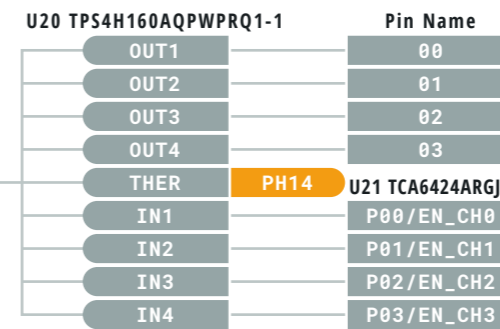 U20 TPS4H160AQPWPRQ1-1 Pin Name
OUT1 00
OUT2 01
OUT3 02
OUT4 03
THER PH14 U21 TCA6424ARGJ
IN1 P00/EN_CH0
IN2 P01/EN_CH1
IN3 P02/EN_CH2
IN4 P03/EN_CH3